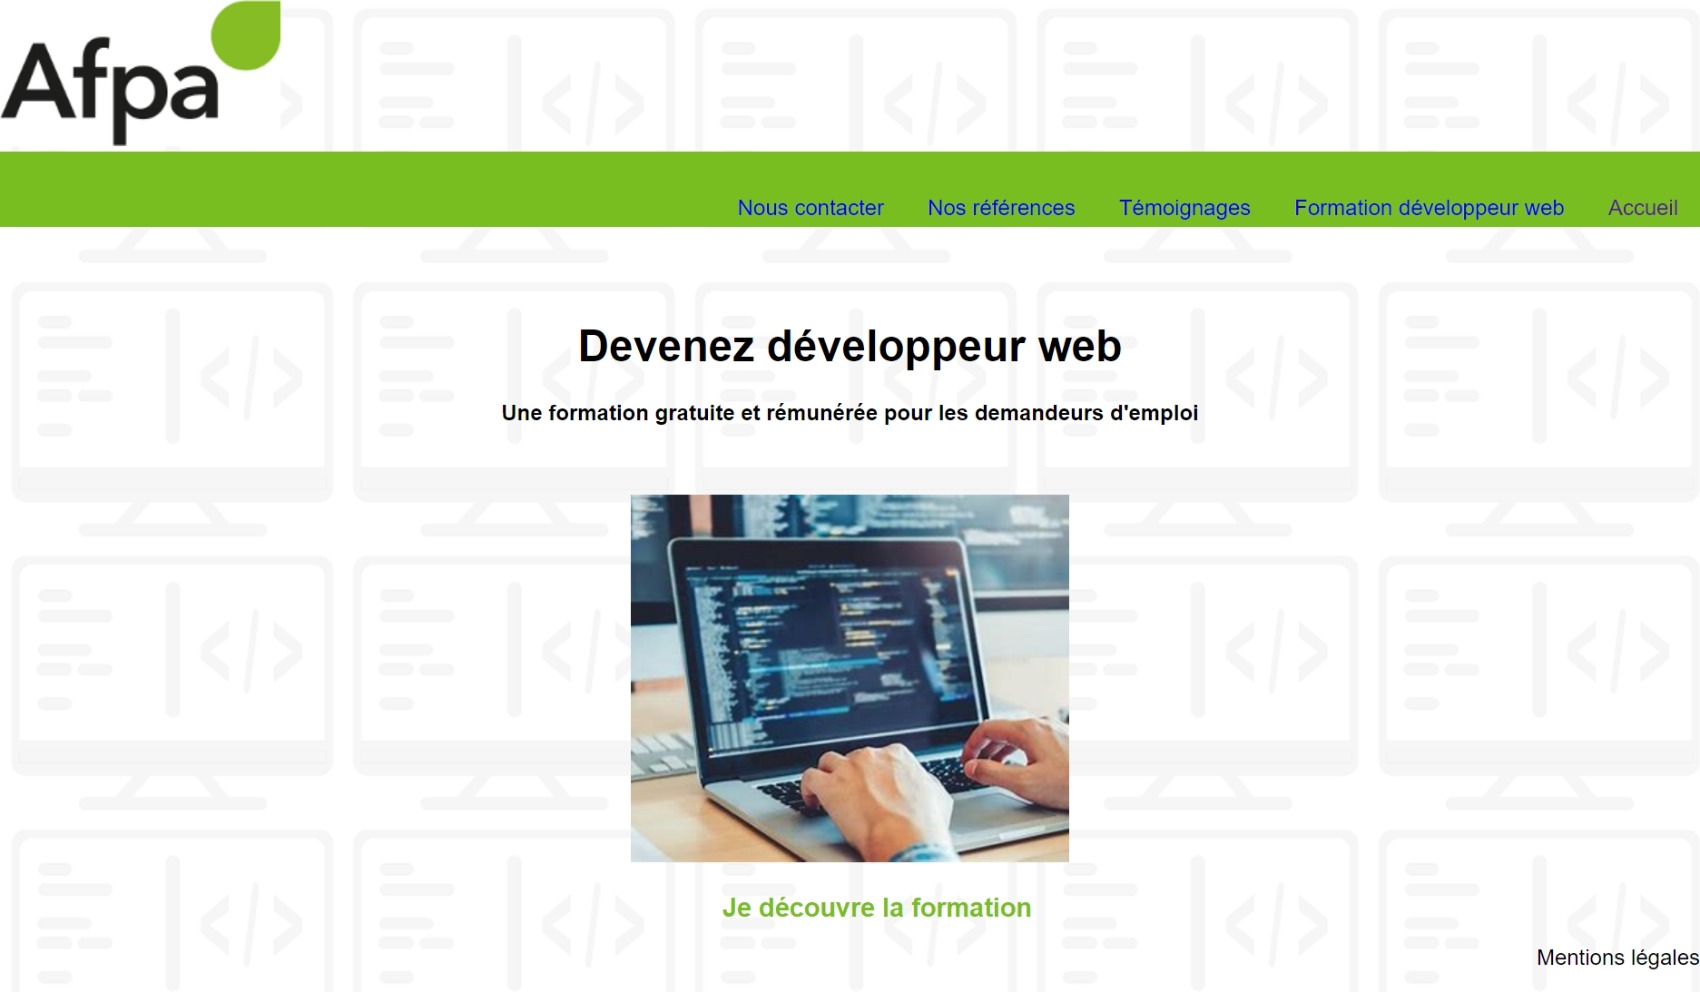 Afpa
Nous contacter Nos références Témoignages Formation développeur web Accueil
Devenez développeur web
Une formation gratuite et rémunérée pour les demandeurs d'emploi
Je découvre la formation
Mentions légales